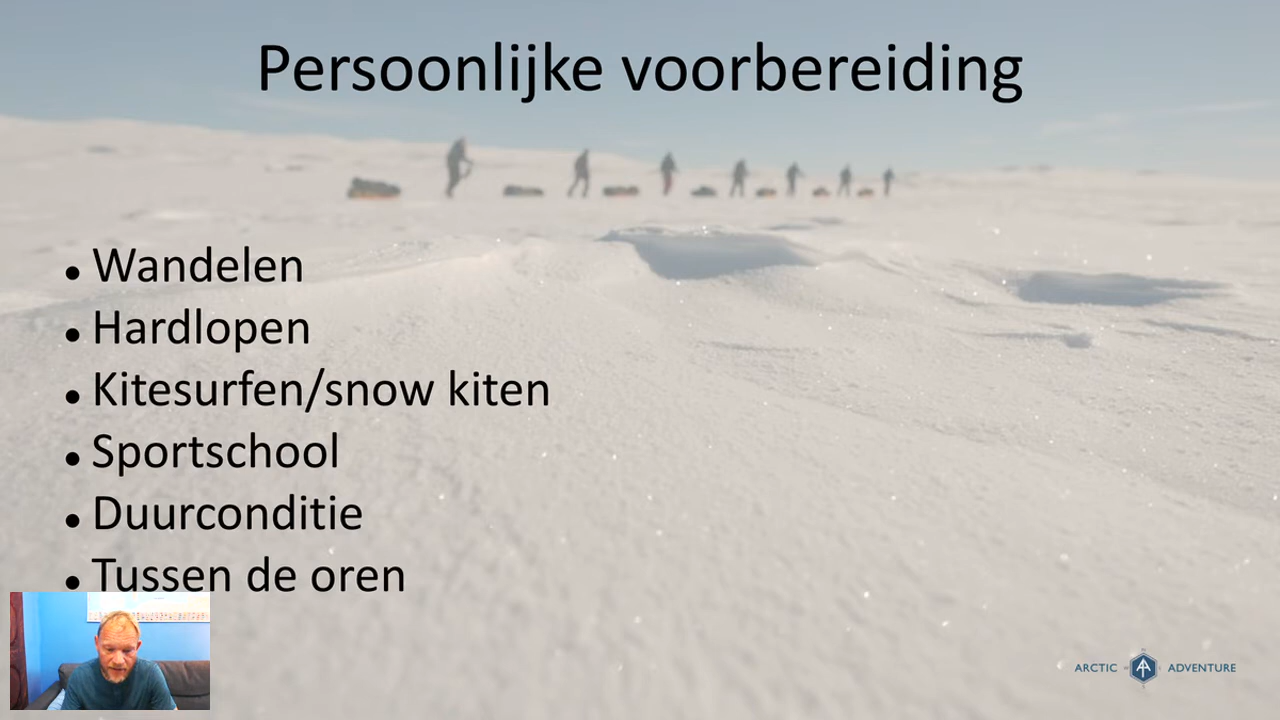 Persoonlijke voorbereiding
• Wandelen
• Hardlopen
• Kitesurfen/snow kiten
• Sportschool
• Duurconditie
• Tussen de oren
ARCTIC ADVENTURE